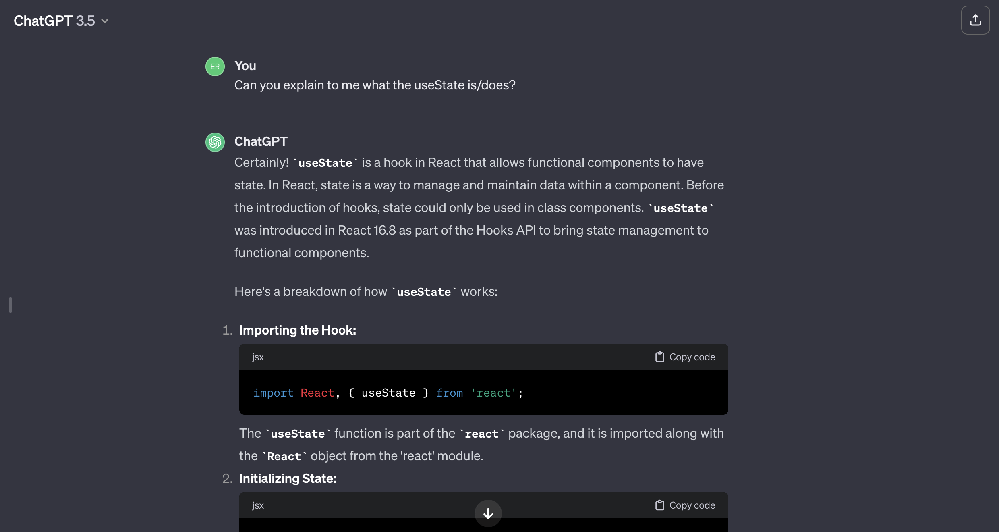 ChatGPT 3.5
ER
You
Can you explain to me what the useState is/does?
ChatGPT
Certainly! `useState` is a hook in React that allows functional components to have
state. In React, state is a way to manage and maintain data within a component. Before
the introduction of hooks, state could only be used in class components. `useState`
was introduced in React 16.8 as part of the Hooks API to bring state management to
functional components.
Here's a breakdown of how `useState` works:
1. Importing the Hook:
jsx Copy code
import React, { useState } from 'react';
The `useState` function is part of the `react` package, and it is imported along with
the `React` object from the 'react' module.
2. Initializing State:
jsx Copy code